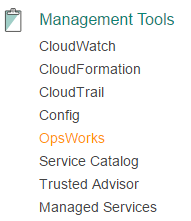 Management Tools
CloudWatch
CloudFormation
CloudTrail
Config
OpsWorks
Service Catalog
Trusted Advisor
Managed Services